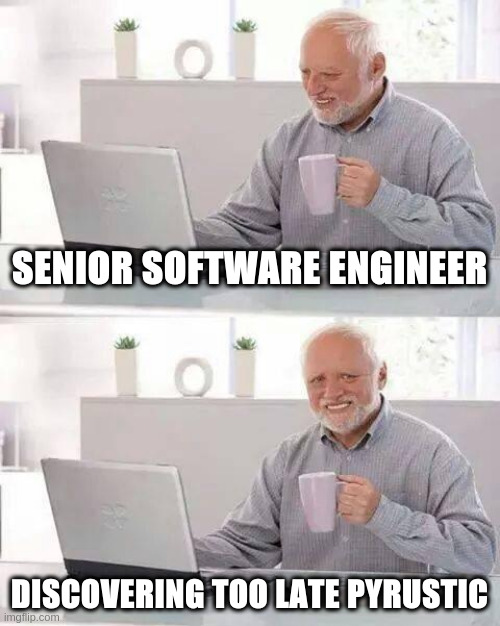 SENIOR SOFTWARE ENGINEER
DISCOVERING TOO LATE PYRUSTIC
imgflip.com